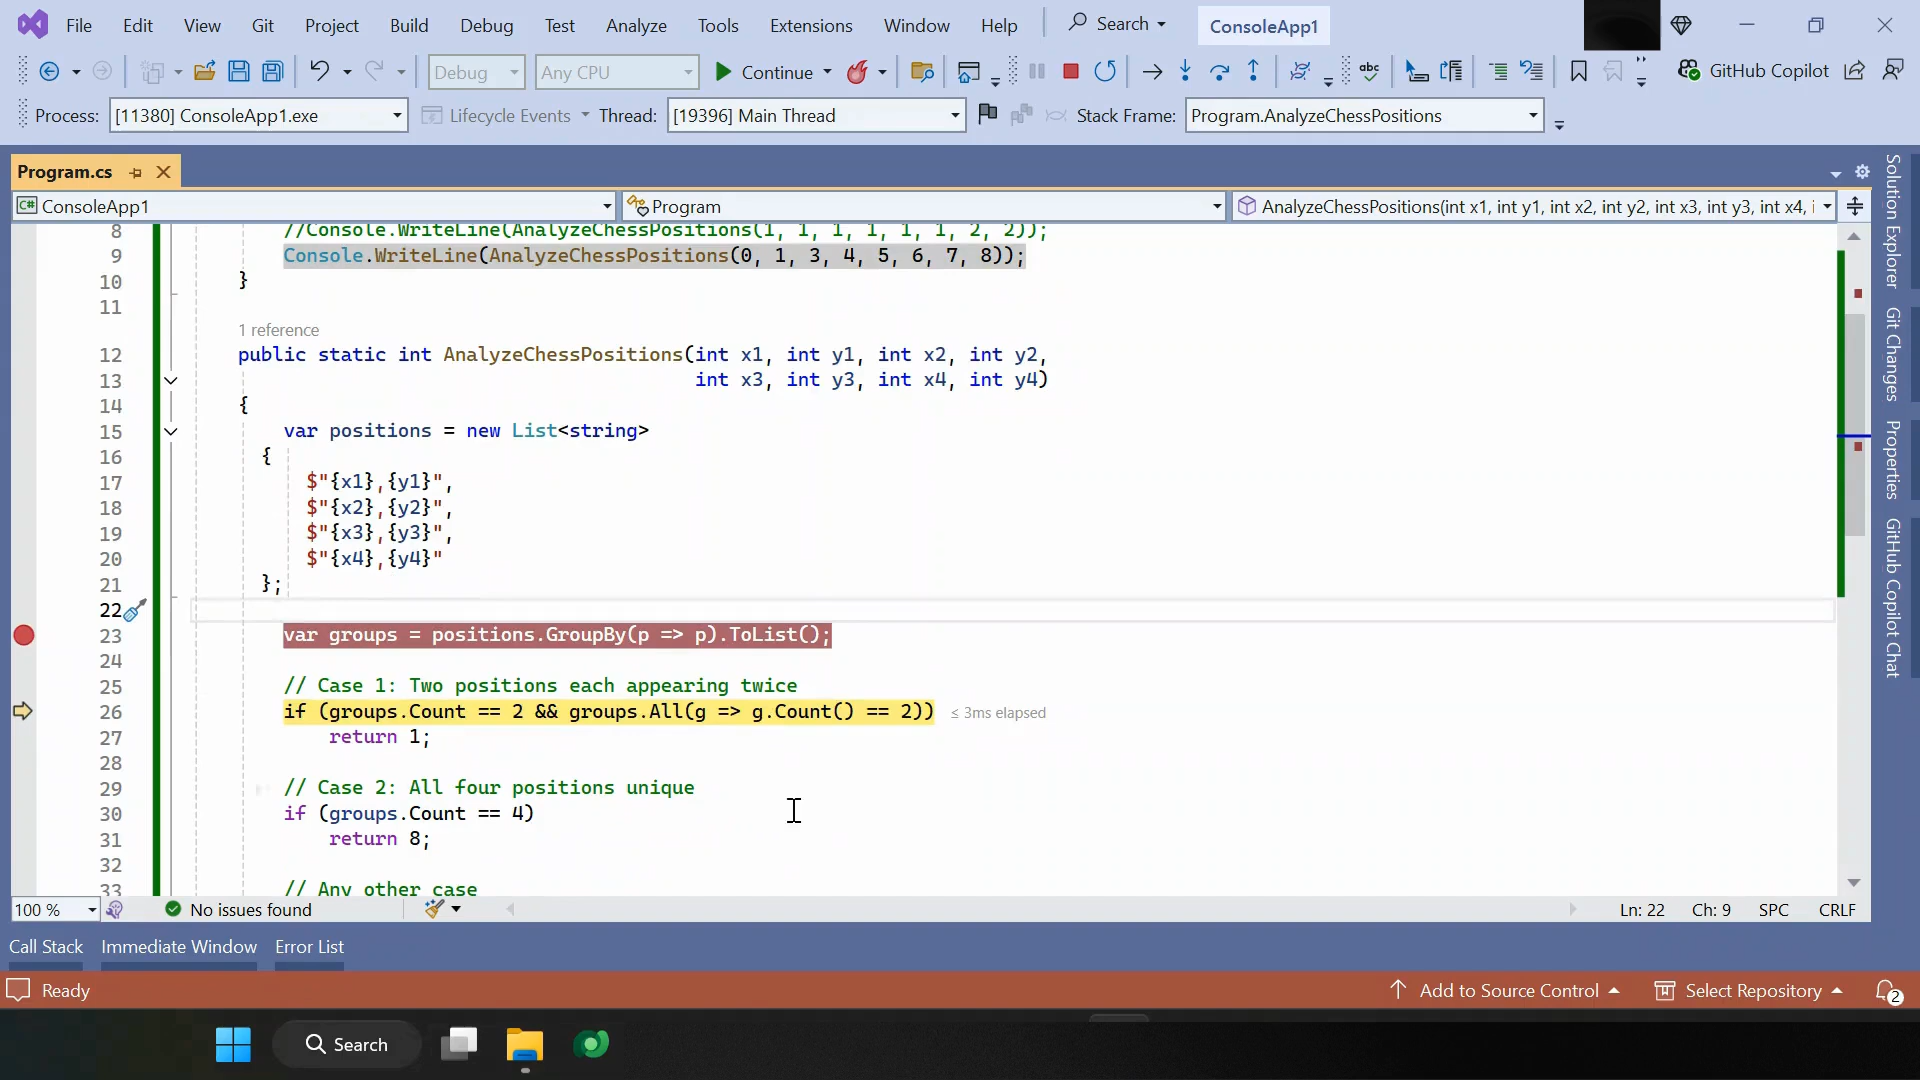 File Edit View Git Project Build Debug Test Analyze Tools Extensions Window Help Search ConsoleApp1
Debug Any CPU Continue abc GitHub Copilot
Process: [11380] ConsoleApp1.exe Lifecycle Events Thread: [19396] Main Thread Stack Frame: Program.AnalyzeChessPositions
Program.cs
C# ConsoleApp1 Program AnalyzeChessPositions(int x1, int y1, int x2, int y2, int x3, int y3, int x4, i
8 //Console.WriteLine(AnalyzeChessPositions(1, 1, 1, 1, 1, 1, 2, 2));
9 Console.WriteLine(AnalyzeChessPositions(0, 1, 3, 4, 5, 6, 7, 8));
10 }
11
1 reference
12 public static int AnalyzeChessPositions(int x1, int y1, int x2, int y2,
13 int x3, int y3, int x4, int y4)
14 {
15 var positions = new List<string>
16 {
17 $"{x1},{y1}",
18 $"{x2},{y2}",
19 $"{x3},{y3}",
20 $"{x4},{y4}"
21 };
22
23 var groups = positions.GroupBy(p => p).ToList();
24
25 // Case 1: Two positions each appearing twice
26 if (groups.Count == 2 && groups.All(g => g.Count() == 2)) ≤ 3ms elapsed
27 return 1;
28
29 // Case 2: All four positions unique
30 if (groups.Count == 4)
31 return 8;
32
33 // Any other case
100 % No issues found Ln: 22 Ch: 9 SPC CRLF
Call Stack Immediate Window Error List
Ready Add to Source Control Select Repository 2
Search
Solution Explorer
Git Changes
Properties
GitHub Copilot Chat